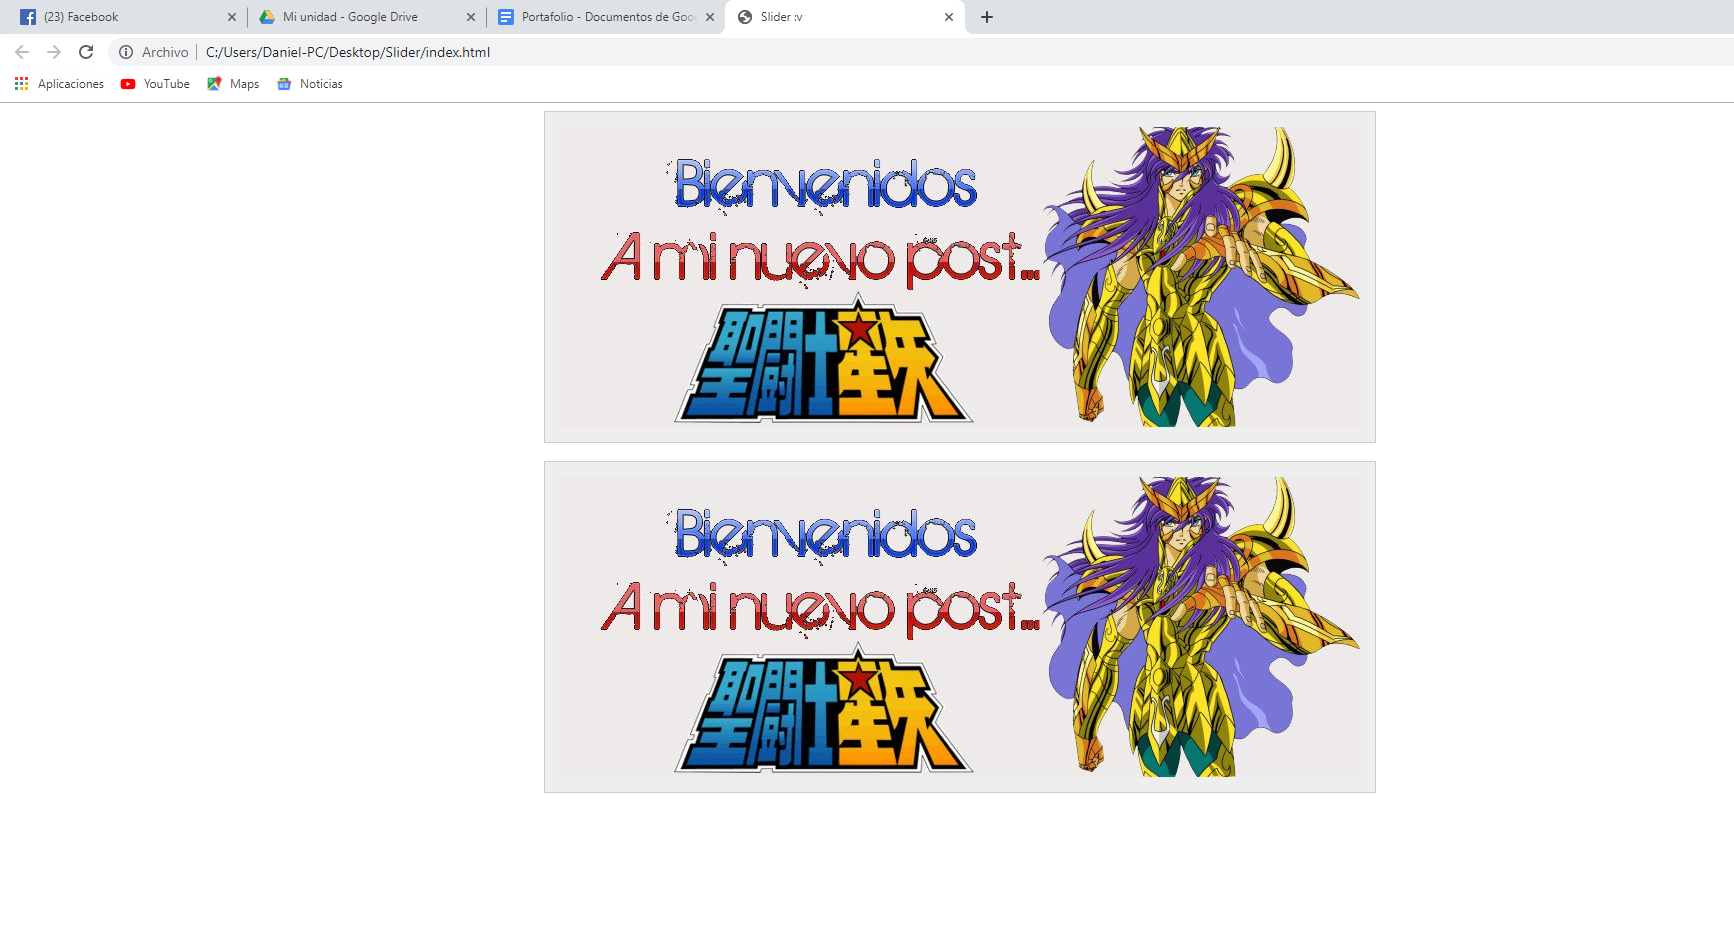 (23) Facebook
Mi unidad - Google Drive
Portafolio - Documentos de Goo
Slider :v
Archivo
C:/Users/Daniel-PC/Desktop/Slider/index.html
Aplicaciones
YouTube
Maps
Noticias
Bienvenidos
A mi nuevo post...
聖闘士星矢
Bienvenidos
A mi nuevo post...
聖闘士星矢